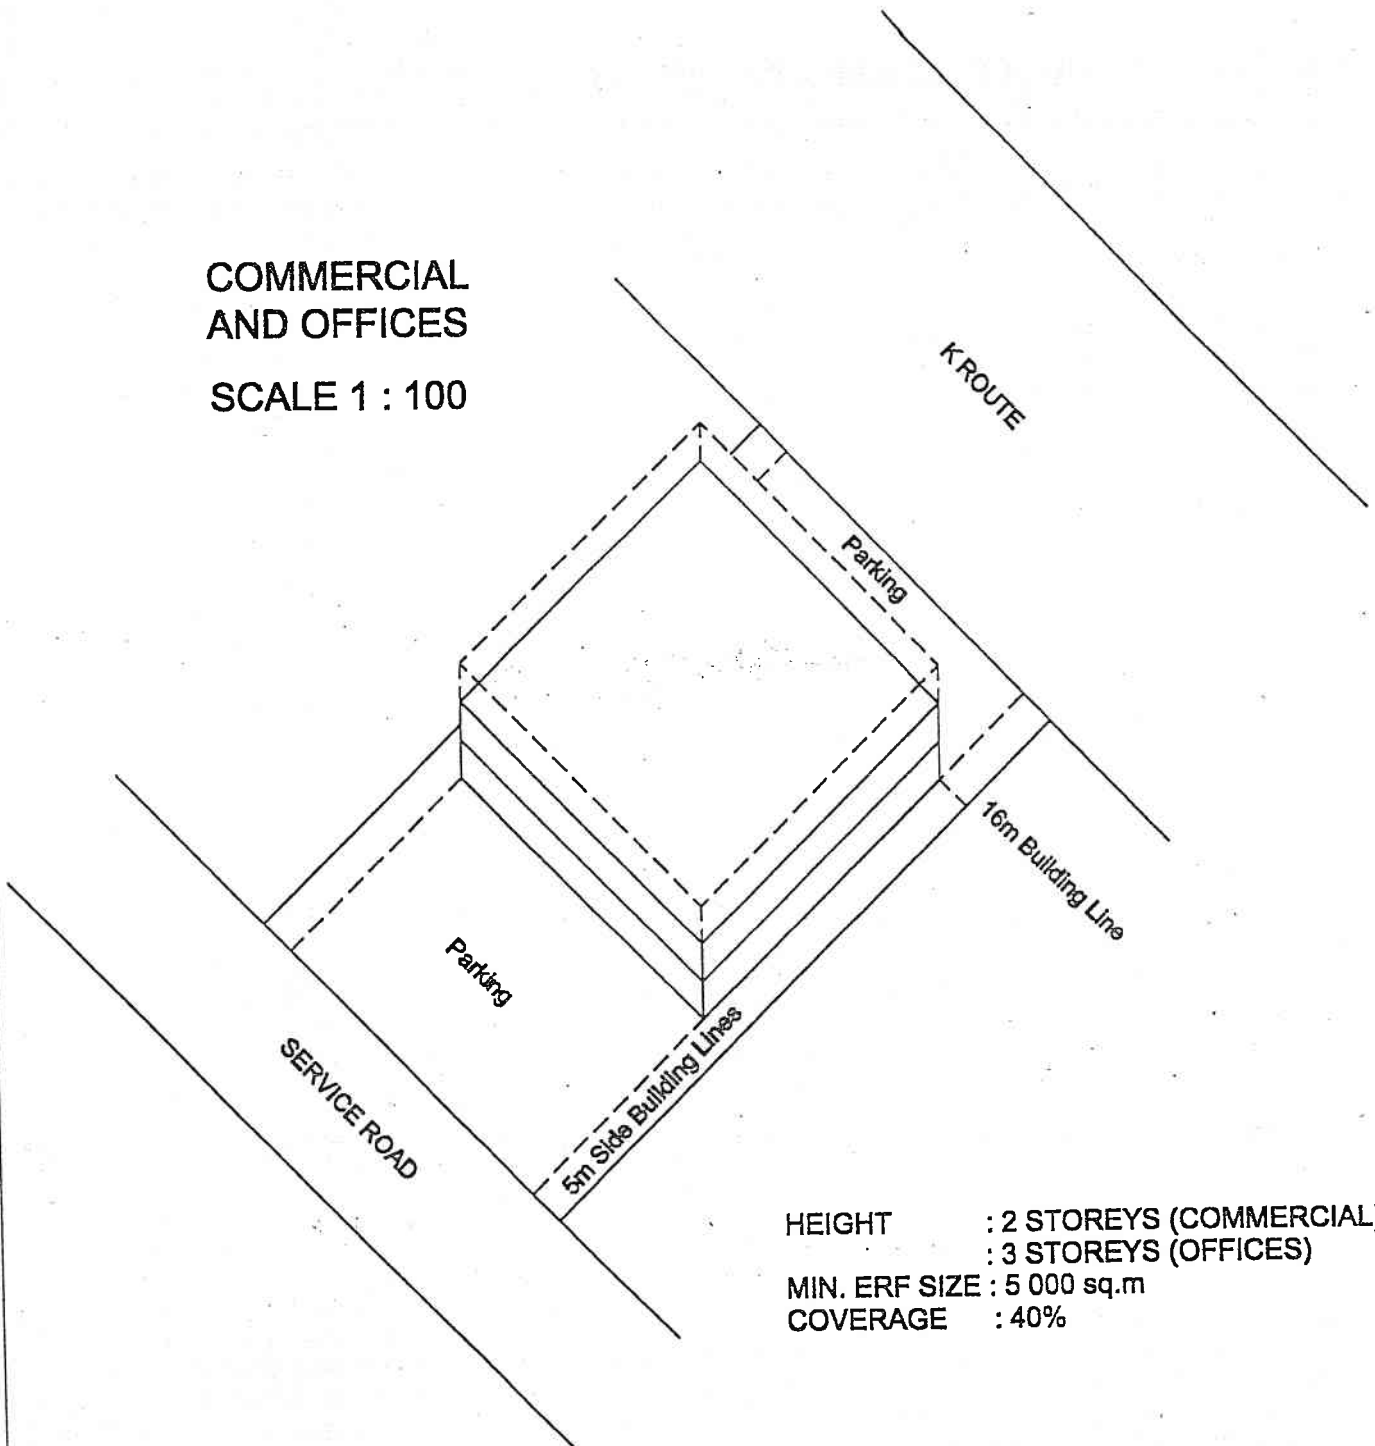 COMMERCIAL
AND OFFICES
SCALE 1 : 100
K ROUTE
Parking
16m Building Line
Parking
5m Side Building Lines
SERVICE ROAD
HEIGHT : 2 STOREYS (COMMERCIAL)
: 3 STOREYS (OFFICES)
MIN. ERF SIZE : 5 000 sq.m
COVERAGE : 40%